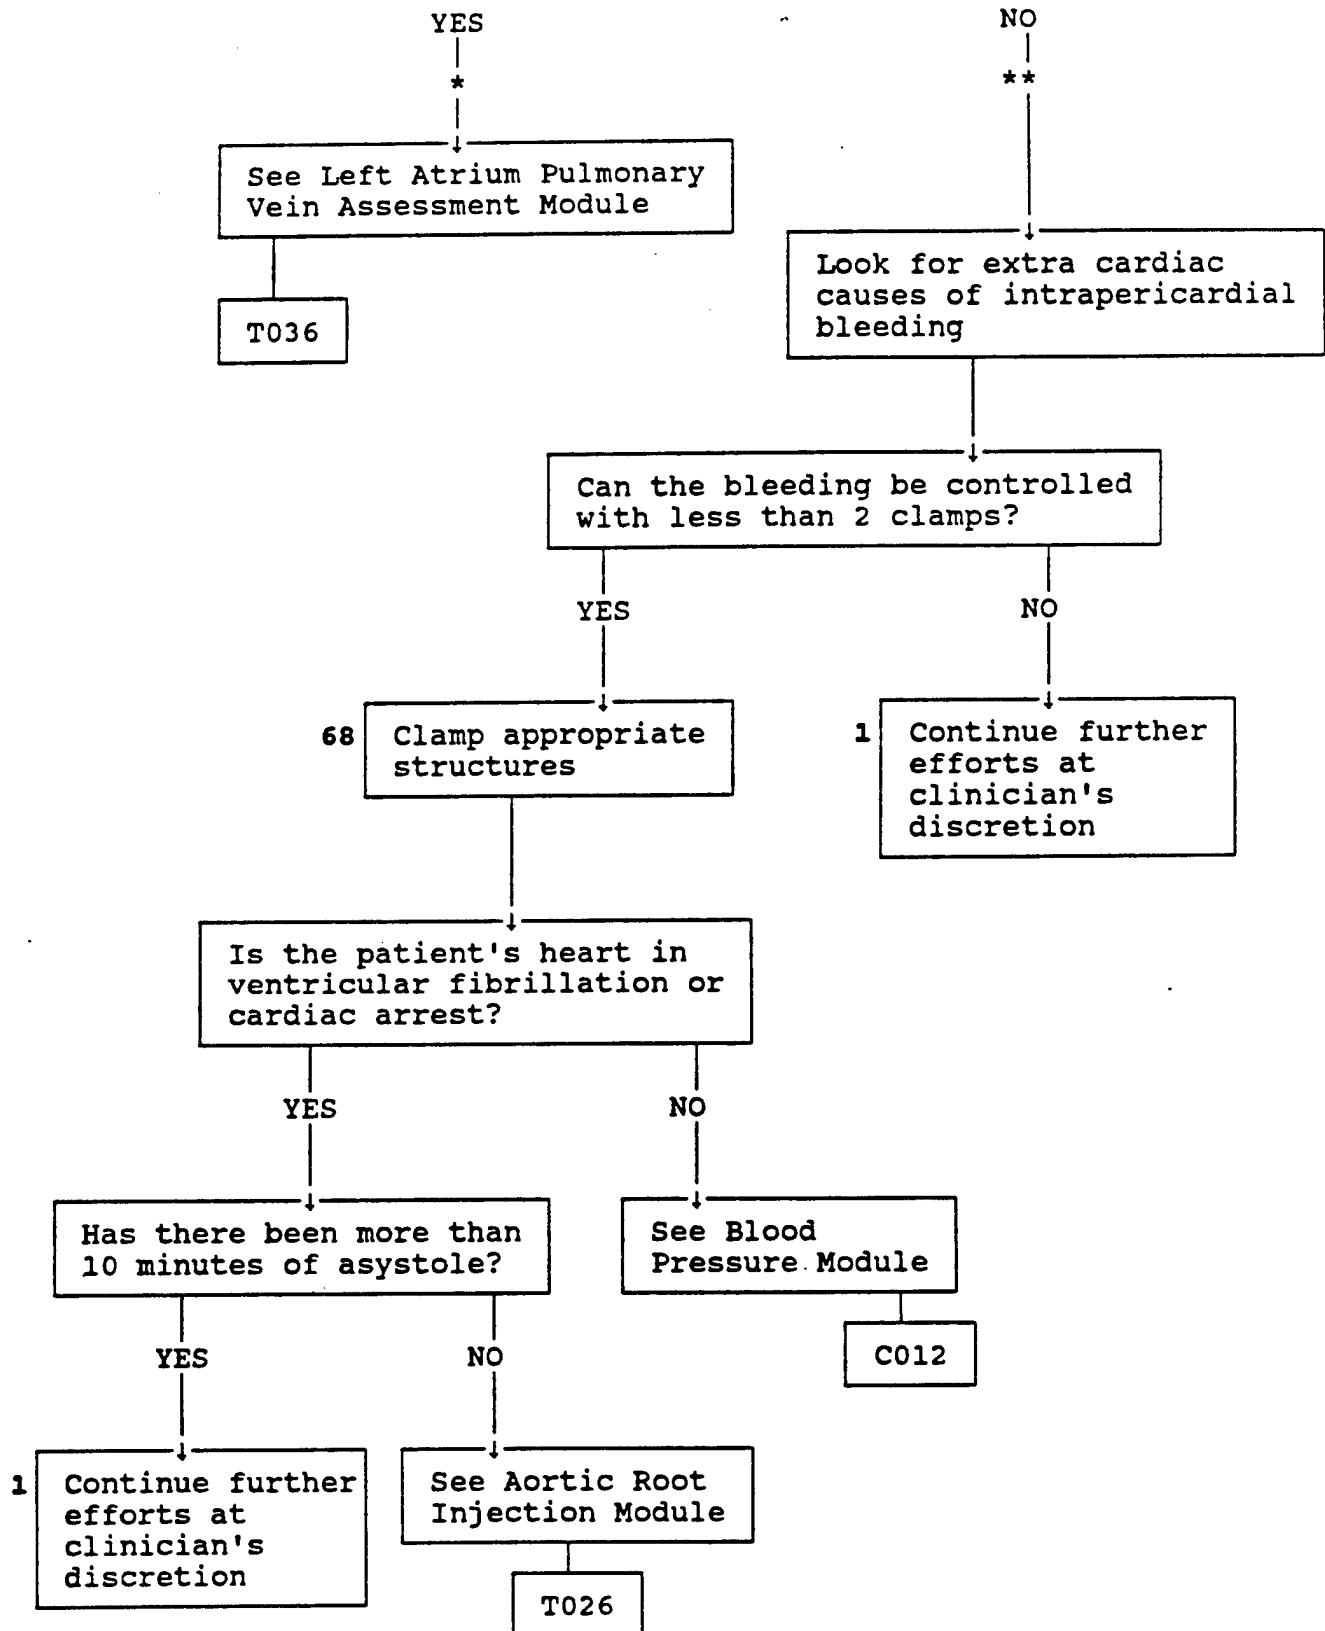 YES
NO
*
**
See Left Atrium Pulmonary
Vein Assessment Module
T036
Look for extra cardiac
causes of intrapericardial
bleeding
Can the bleeding be controlled
with less than 2 clamps?
YES
NO
68
Clamp appropriate
structures
1
Continue further
efforts at
clinician's
discretion
Is the patient's heart in
ventricular fibrillation or
cardiac arrest?
YES
NO
Has there been more than
10 minutes of asystole?
See Blood
Pressure Module
C012
YES
NO
1
Continue further
efforts at
clinician's
discretion
See Aortic Root
Injection Module
T026